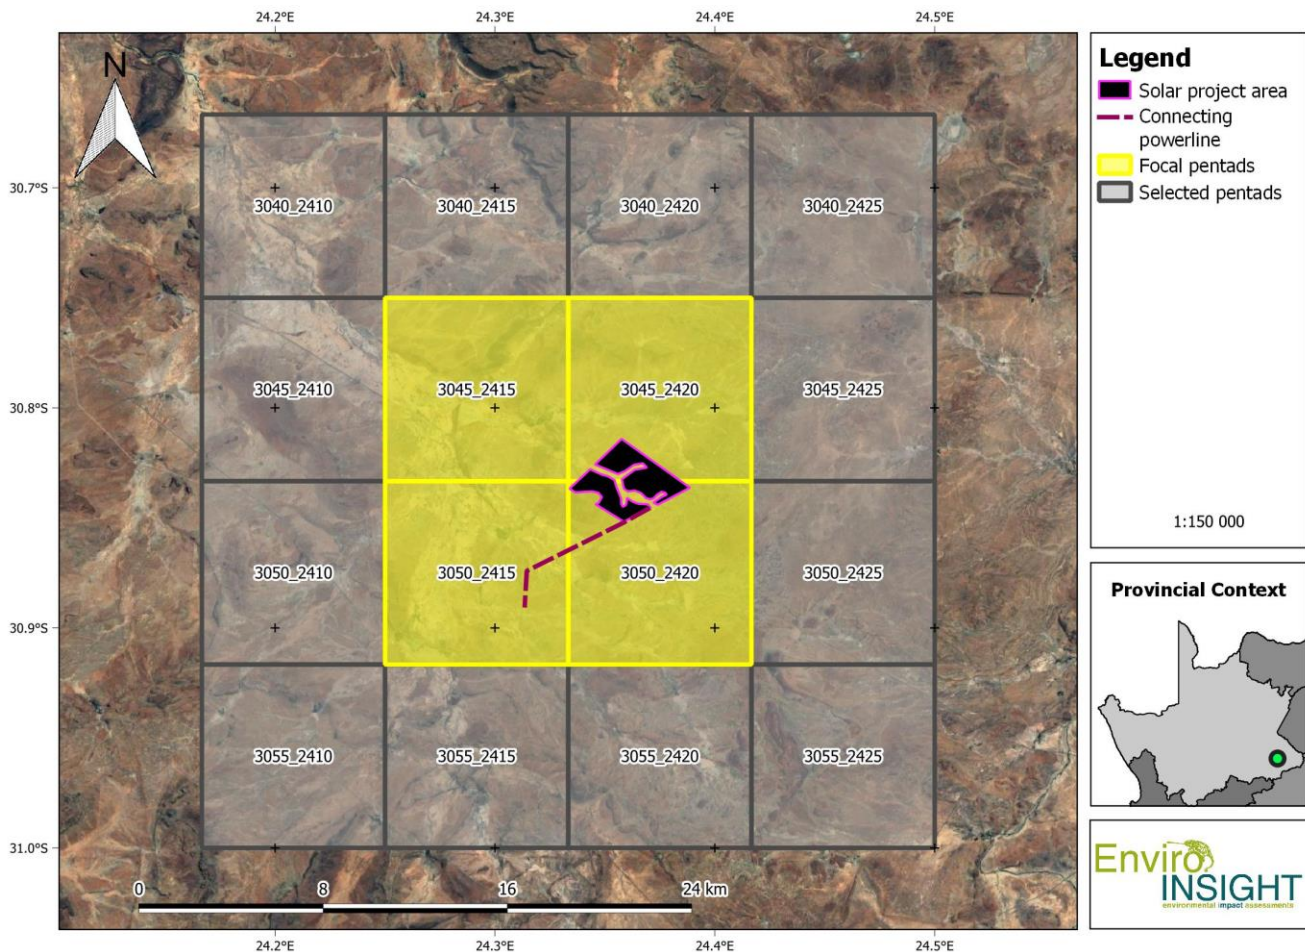 24.2°E 24.3°E 24.4°E 24.5°E
N
30.7°S
30.8°S
30.9°S
31.0°S
3040_2410 3040_2415 3040_2420 3040_2425
3045_2410 3045_2415 3045_2420 3045_2425
3050_2410 3050_2415 3050_2420 3050_2425
3055_2410 3055_2415 3055_2420 3055_2425
0 8 16 24 km
24.2°E 24.3°E 24.4°E 24.5°E
Legend
Solar project area
Connecting
powerline
Focal pentads
Selected pentads
1:150 000
Provincial Context
Enviro
INSIGHT
environmental impact assessments